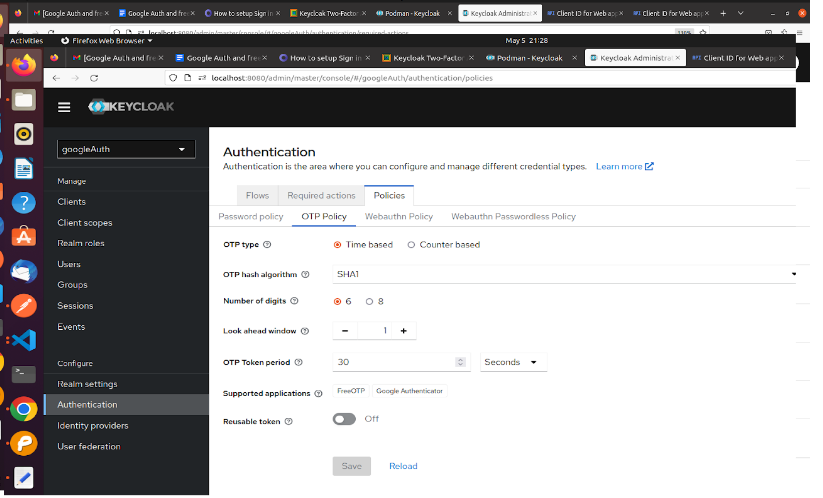 [Google Auth and fre
Google Auth and fre
How to setup Sign in
Keycloak Two-Factor
Podman - Keycloak
Keycloak Administrat
Client ID for Web app
Client ID for Web app
Activities
Firefox Web Browser
May 5 21:28
[Google Auth and fre
Google Auth and free
How to setup Sign in
Keycloak Two-Factor
Podman - Keycloak
Keycloak Administrat
Client ID for Web app
localhost:8080/admin/master/console/#/googleAuth/authentication/policies
KEYCLOAK
googleAuth
Manage
Clients
Client scopes
Realm roles
Users
Groups
Sessions
Events
Configure
Realm settings
Authentication
Identity providers
User federation
Authentication
Authentication is the area where you can configure and manage different credential types. Learn more
Flows
Required actions
Policies
Password policy
OTP Policy
Webauthn Policy
Webauthn Passwordless Policy
OTP type
Time based
Counter based
OTP hash algorithm
SHA1
Number of digits
6
8
Look ahead window
1
OTP Token period
30
Seconds
Supported applications
FreeOTP
Google Authenticator
Reusable token
Off
Save
Reload